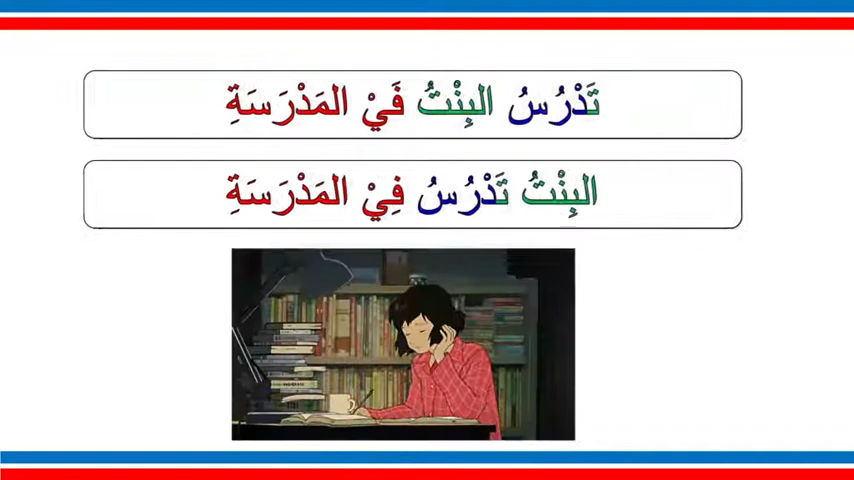 تَدْرُسُ البِنْتُ فَيْ المَدْرَسَةِ
البِنْتُ تَدْرُسُ فِيْ المَدْرَسَةِ